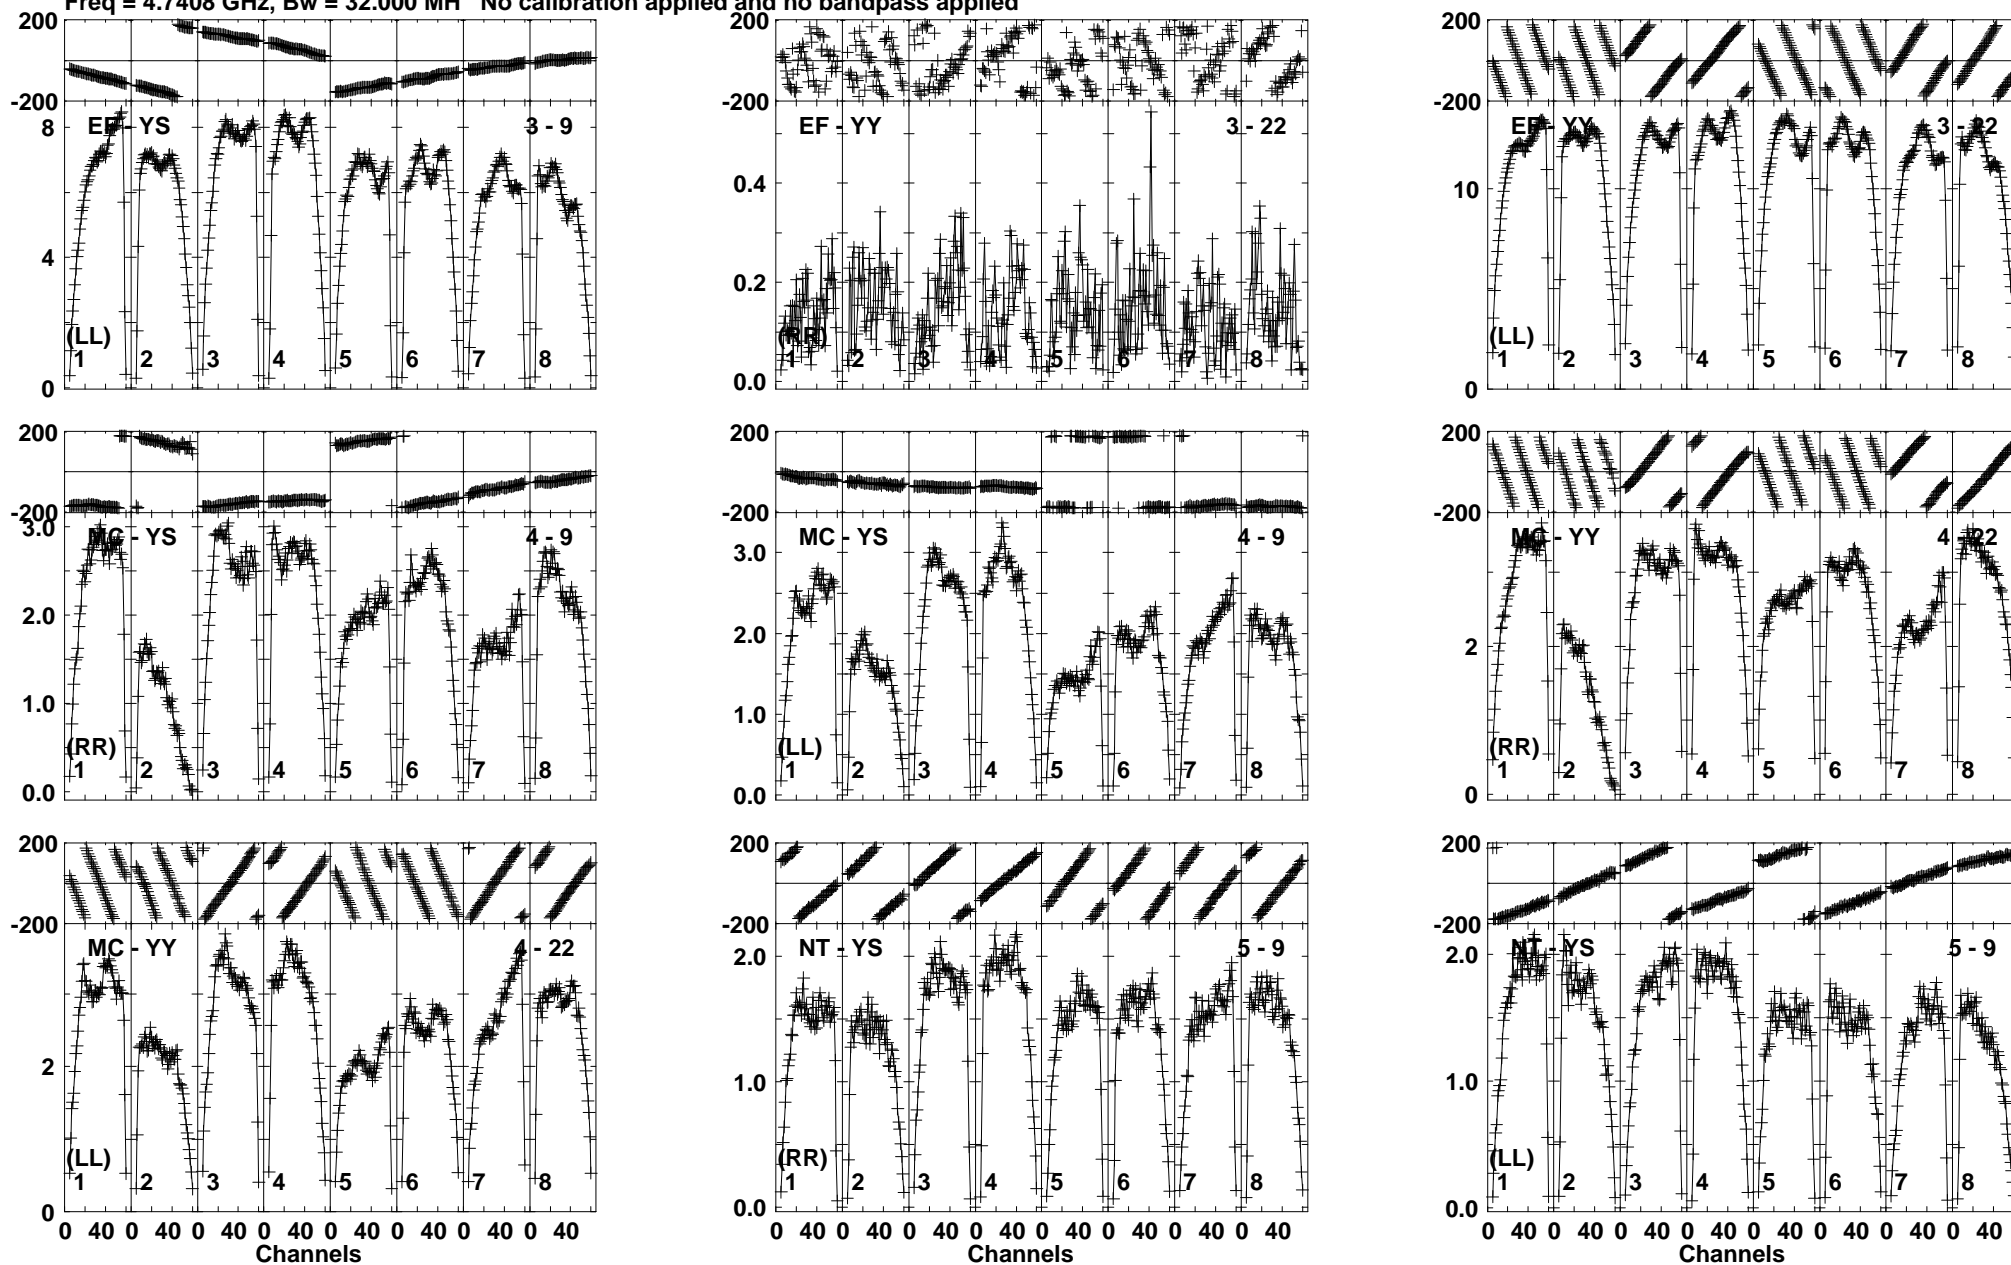 Freq = 4.7408 GHz, Bw = 32.000 MH No calibration applied and no bandpass applied
200
-200
EF - YS
3 - 9
8
4
0
(LL)
1 2 3 4 5 6 7 8
200
-200
EF - YY
3 - 22
0.4
0.2
0.0
(RR)
1 2 3 4 5 6 7 8
200
-200
EF - YY
3 - 22
10
0
(LL)
1 2 3 4 5 6 7 8
200
-200
MC - YS
4 - 9
3.0
2.0
1.0
0.0
(RR)
1 2 3 4 5 6 7 8
200
-200
MC - YS
4 - 9
3.0
2.0
1.0
0.0
(LL)
1 2 3 4 5 6 7 8
200
-200
MC - YY
4 - 22
2
0
(RR)
1 2 3 4 5 6 7 8
200
-200
MC - YY
4 - 22
2
0
(LL)
1 2 3 4 5 6 7 8
0 40 0 40 0 40 0 40 0 40 0 40 0 40 0 40
Channels
200
-200
NT - YS
5 - 9
2.0
1.0
0.0
(RR)
1 2 3 4 5 6 7 8
0 40 0 40 0 40 0 40 0 40 0 40 0 40 0 40
Channels
200
-200
NT - YS
5 - 9
2.0
1.0
0.0
(LL)
1 2 3 4 5 6 7 8
0 40 0 40 0 40 0 40 0 40 0 40 0 40 0 40
Channels